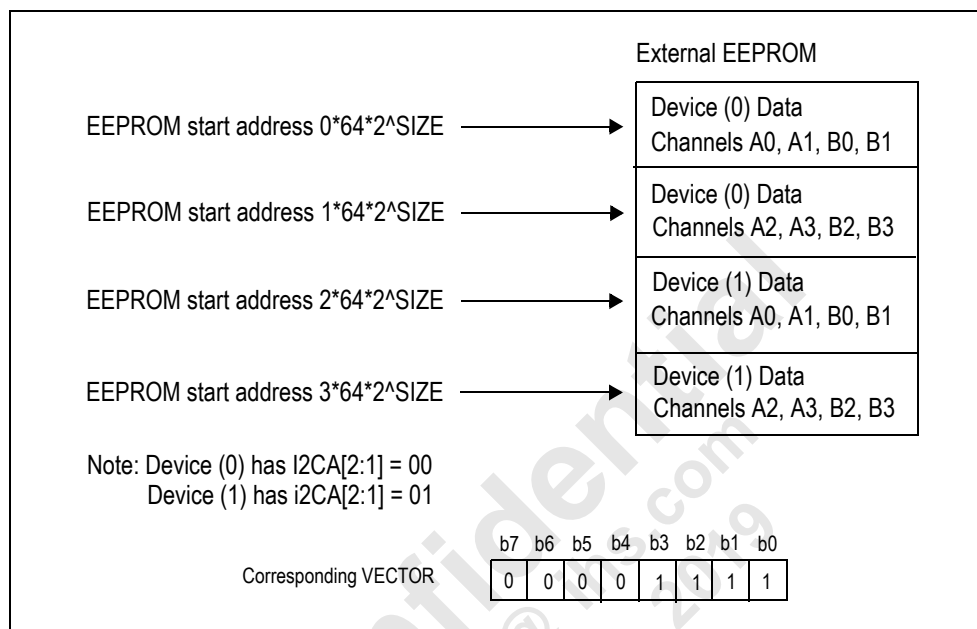 External EEPROM
EEPROM start address 0*64*2^SIZE
Device (0) Data
Channels A0, A1, B0, B1
EEPROM start address 1*64*2^SIZE
Device (0) Data
Channels A2, A3, B2, B3
EEPROM start address 2*64*2^SIZE
Device (1) Data
Channels A0, A1, B0, B1
EEPROM start address 3*64*2^SIZE
Device (1) Data
Channels A2, A3, B2, B3
Note: Device (0) has I2CA[2:1] = 00
Device (1) has i2CA[2:1] = 01
b7 b6 b5 b4 b3 b2 b1 b0
Corresponding VECTOR 0 0 0 0 1 1 1 1
nfidential
@ ihs.com
2019